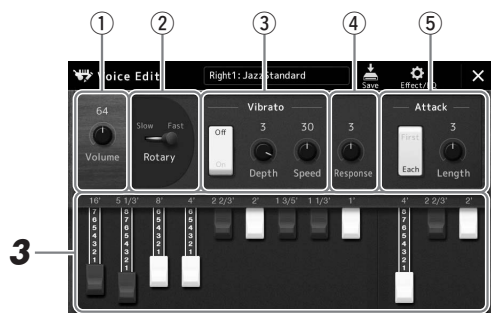 ① ② ③ ④ ⑤
Voice Edit
Right1: JazzStandard
Save
Effect/EQ
64
Volume
Slow Fast
Rotary
Vibrato
Off
On
3
Depth
30
Speed
3
Response
Attack
First
Each
3
Length
16' 5 1/3' 8' 4' 2 2/3' 2' 1 3/5' 1 1/3' 1' 4' 2 2/3' 2'
3